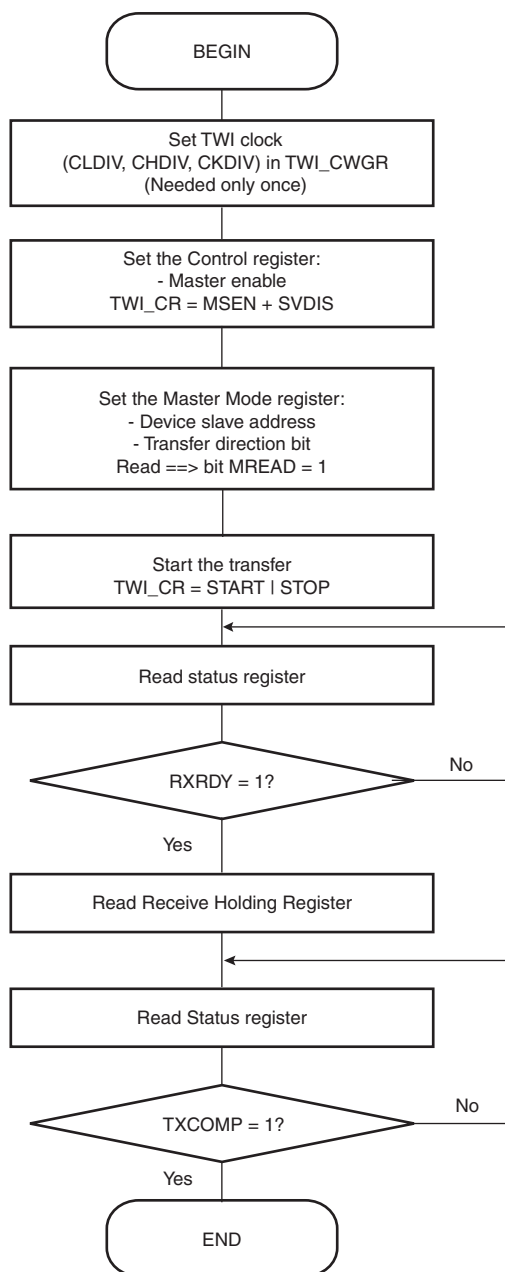 BEGIN
Set TWI clock
(CLDIV, CHDIV, CKDIV) in TWI_CWGR
(Needed only once)
Set the Control register:
- Master enable
TWI_CR = MSEN + SVDIS
Set the Master Mode register:
- Device slave address
- Transfer direction bit
Read ==> bit MREAD = 1
Start the transfer
TWI_CR = START | STOP
Read status register
RXRDY = 1?
No
Yes
Read Receive Holding Register
Read Status register
TXCOMP = 1?
No
Yes
END